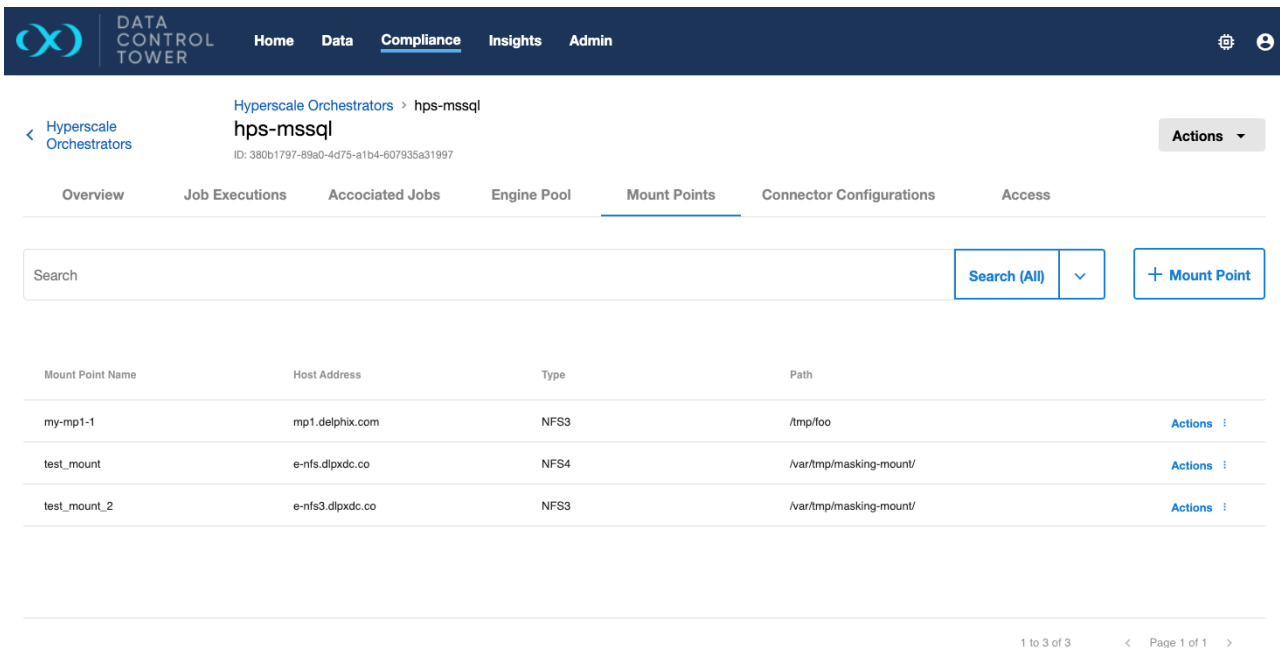 DATA
CONTROL
TOWER
Home Data Compliance Insights Admin
Hyperscale Orchestrators
Hyperscale Orchestrators > hps-mssql
hps-mssql
ID: 380b1797-89a0-4d75-a1b4-607935a31997
Actions
Overview Job Executions Accociated Jobs Engine Pool Mount Points Connector Configurations Access
Search Search (All) + Mount Point
Mount Point Name Host Address Type Path
my-mp1-1 mp1.delphix.com NFS3 /tmp/foo Actions
test_mount e-nfs.dlpxdc.co NFS4 /var/tmp/masking-mount/ Actions
test_mount_2 e-nfs3.dlpxdc.co NFS3 /var/tmp/masking-mount/ Actions
1 to 3 of 3 < Page 1 of 1 >